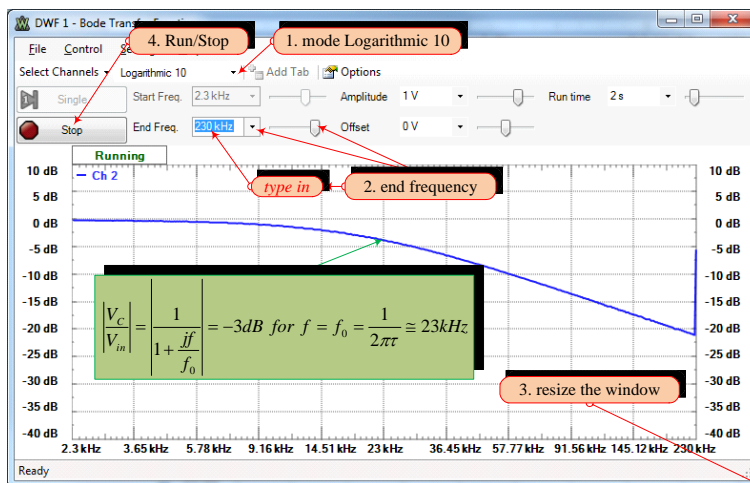 DWF 1 - Bode Transfer Fun
4. Run/Stop
1. mode Logarithmic 10
File Control Se
Select Channels Logarithmic 10 Add Tab Options
Single Start Freq. 2.3 kHz Amplitude 1 V Run time 2 s
Stop End Freq. 230 kHz Offset 0 V
Running
type in
2. end frequency
10 dB Ch 2 10 dB
5 dB 5 dB
0 dB 0 dB
-5 dB -5 dB
-10 dB -10 dB
-15 dB -15 dB
-20 dB -20 dB
-25 dB -25 dB
-30 dB -30 dB
-35 dB -35 dB
-40 dB -40 dB
|V_C/V_in| = |1/(1+jf/f_0)| = -3dB for f = f_0 = 1/2πτ ≅ 23kHz
3. resize the window
2.3 kHz 3.65 kHz 5.78 kHz 9.16 kHz 14.51 kHz 23 kHz 36.45 kHz 57.77 kHz 91.56 kHz 145.12 kHz 230 kHz
Ready